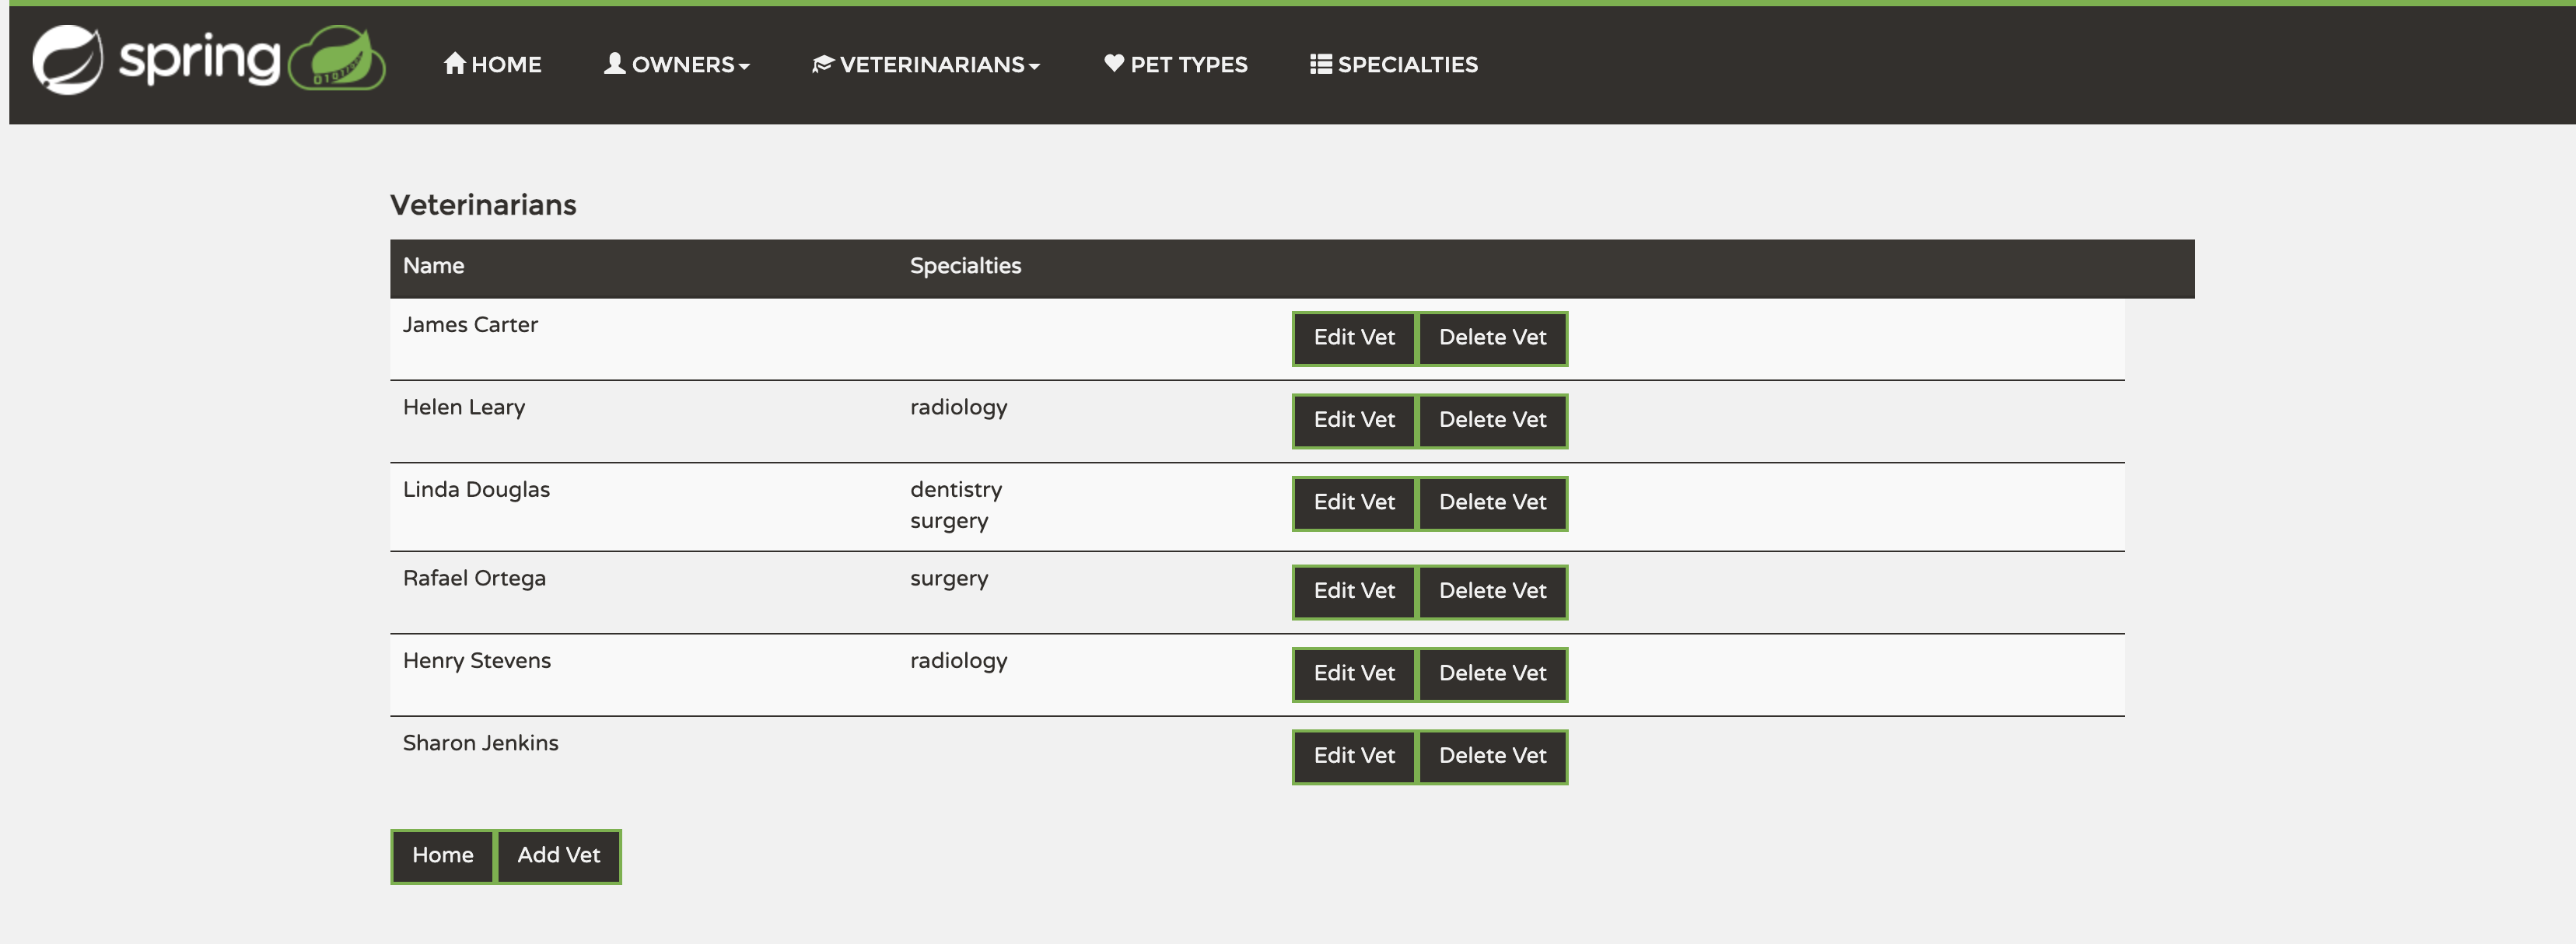 spring HOME OWNERS VETERINARIANS PET TYPES SPECIALTIES
Veterinarians
Name Specialties
James Carter Edit Vet Delete Vet
Helen Leary radiology Edit Vet Delete Vet
Linda Douglas dentistry Edit Vet Delete Vet
surgery
Rafael Ortega surgery Edit Vet Delete Vet
Henry Stevens radiology Edit Vet Delete Vet
Sharon Jenkins Edit Vet Delete Vet
Home Add Vet